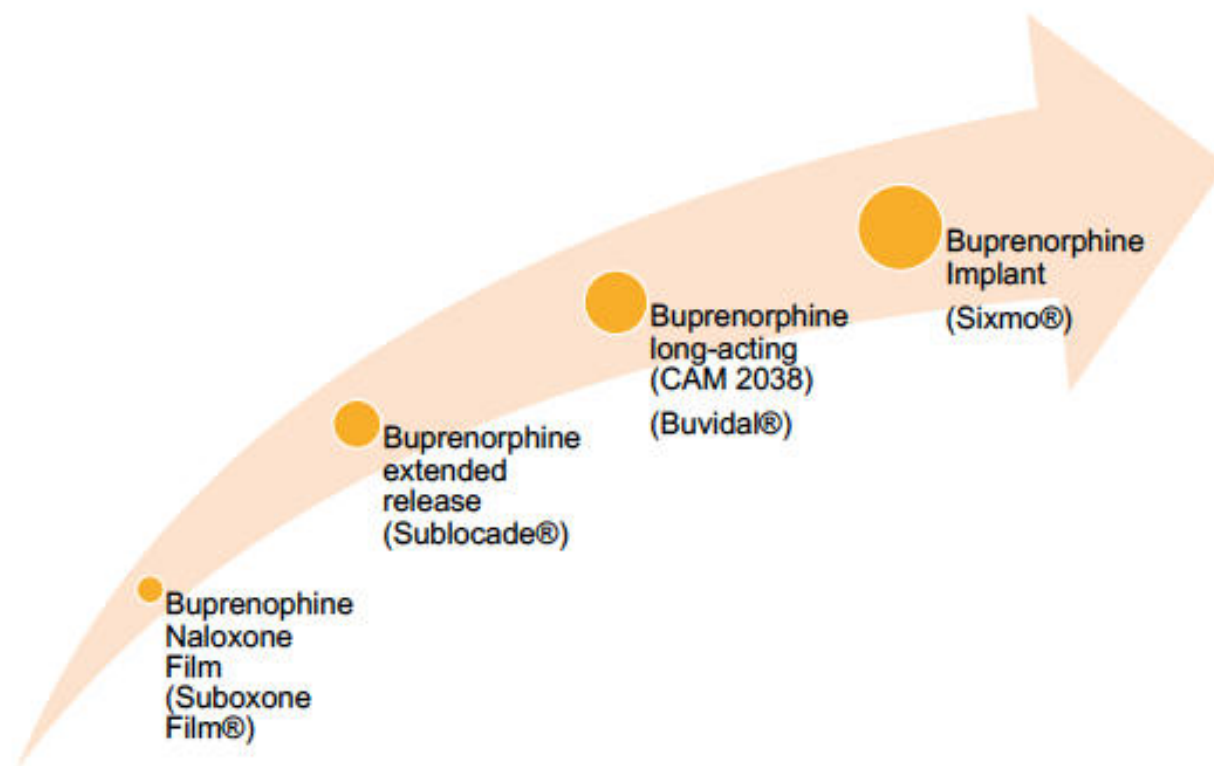 Buprenorphine
Implant
(Sixmo®)
Buprenorphine
long-acting
(CAM 2038)
(Buvidal®)
Buprenorphine
extended
release
(Sublocade®)
Buprenophine
Naloxone
Film
(Suboxone
Film®)